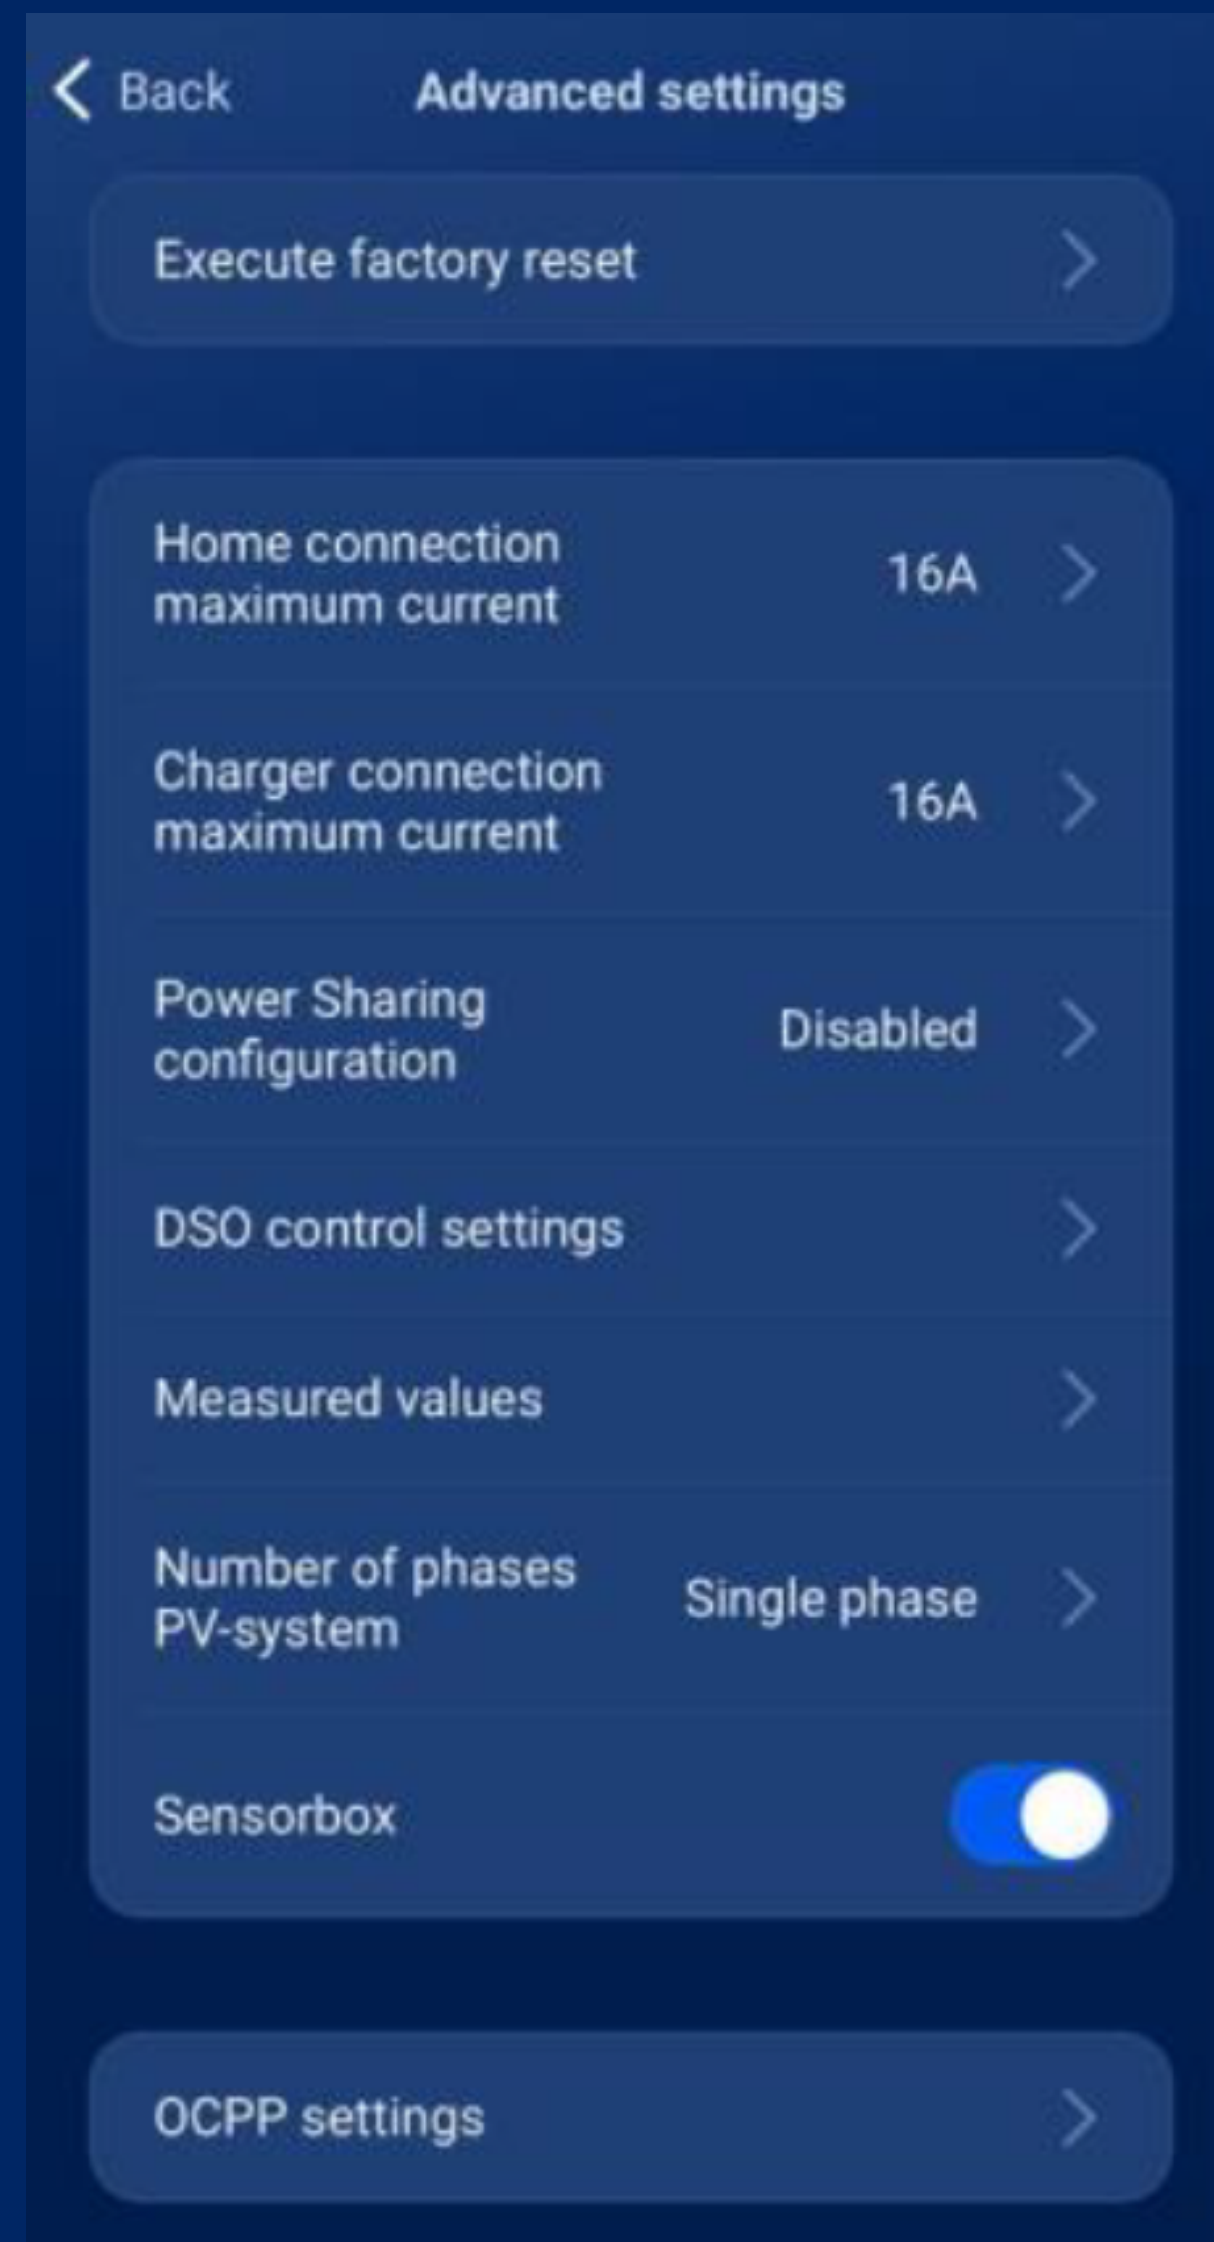 Back
Advanced settings
Execute factory reset
Home connection
maximum current
16A
Charger connection
maximum current
16A
Power Sharing
configuration
Disabled
DSO control settings
Measured values
Number of phases
PV-system
Single phase
Sensorbox
OCPP settings